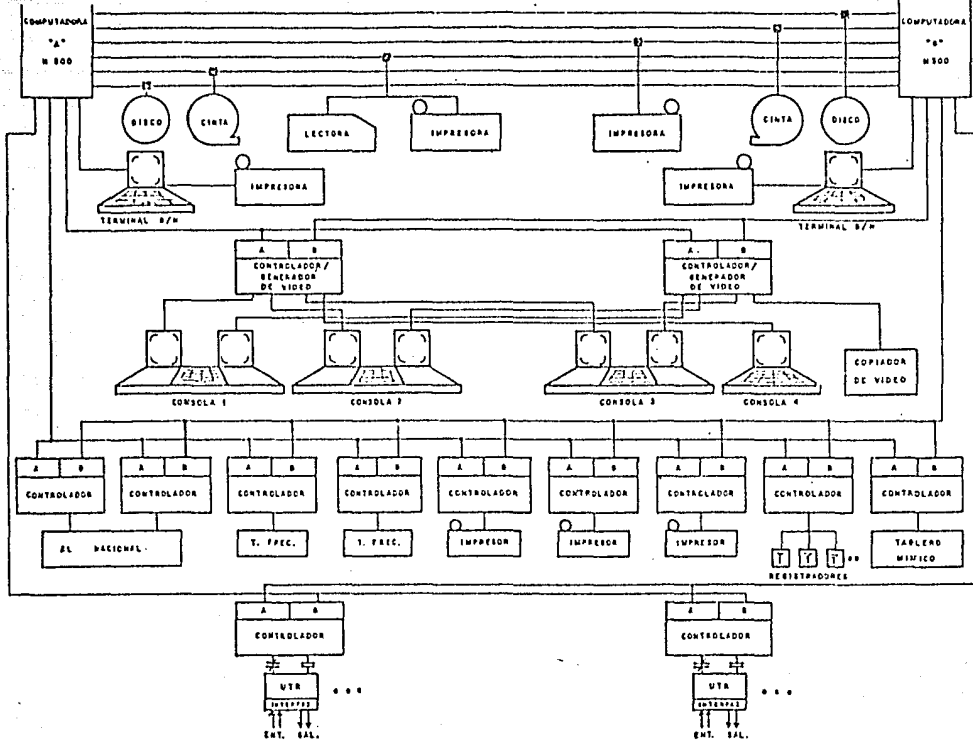 COMPUTADORA
"A"
N 500
COMPUTADORA
"B"
N500
DISCO
CINTA
LECTORA
IMPRESORA
IMPRESORA
CINTA
DISCO
IMPRESORA
IMPRESORA
TERMINAL B/N
TERMINAL B/N
A B
CONTROLADOR/
GENERADOR
DE VIDEO
A B
CONTROLADOR/
GENERADOR
DE VIDEO
CONSOLA 1
CONSOLA 2
CONSOLA 3
CONSOLA 4
COPIADOR
DE VIDEO
A B
CONTROLADOR
A B
CONTROLADOR
A B
CONTROLADOR
A B
CONTROLADOR
A B
CONTROLADOR
A B
CONTROLADOR
A B
CONTROLADOR
A B
CONTROLADOR
A B
CONTROLADOR
AL NACIONAL
T. FREC.
T. FREC.
IMPRESOR
IMPRESOR
IMPRESOR
T T T
REGISTRADORES
TABLERO
MIMICO
A B
CONTROLADOR
UTR
INTERFAZ
ENT. SAL.
A B
CONTROLADOR
UTR
INTERFAZ
ENT. SAL.